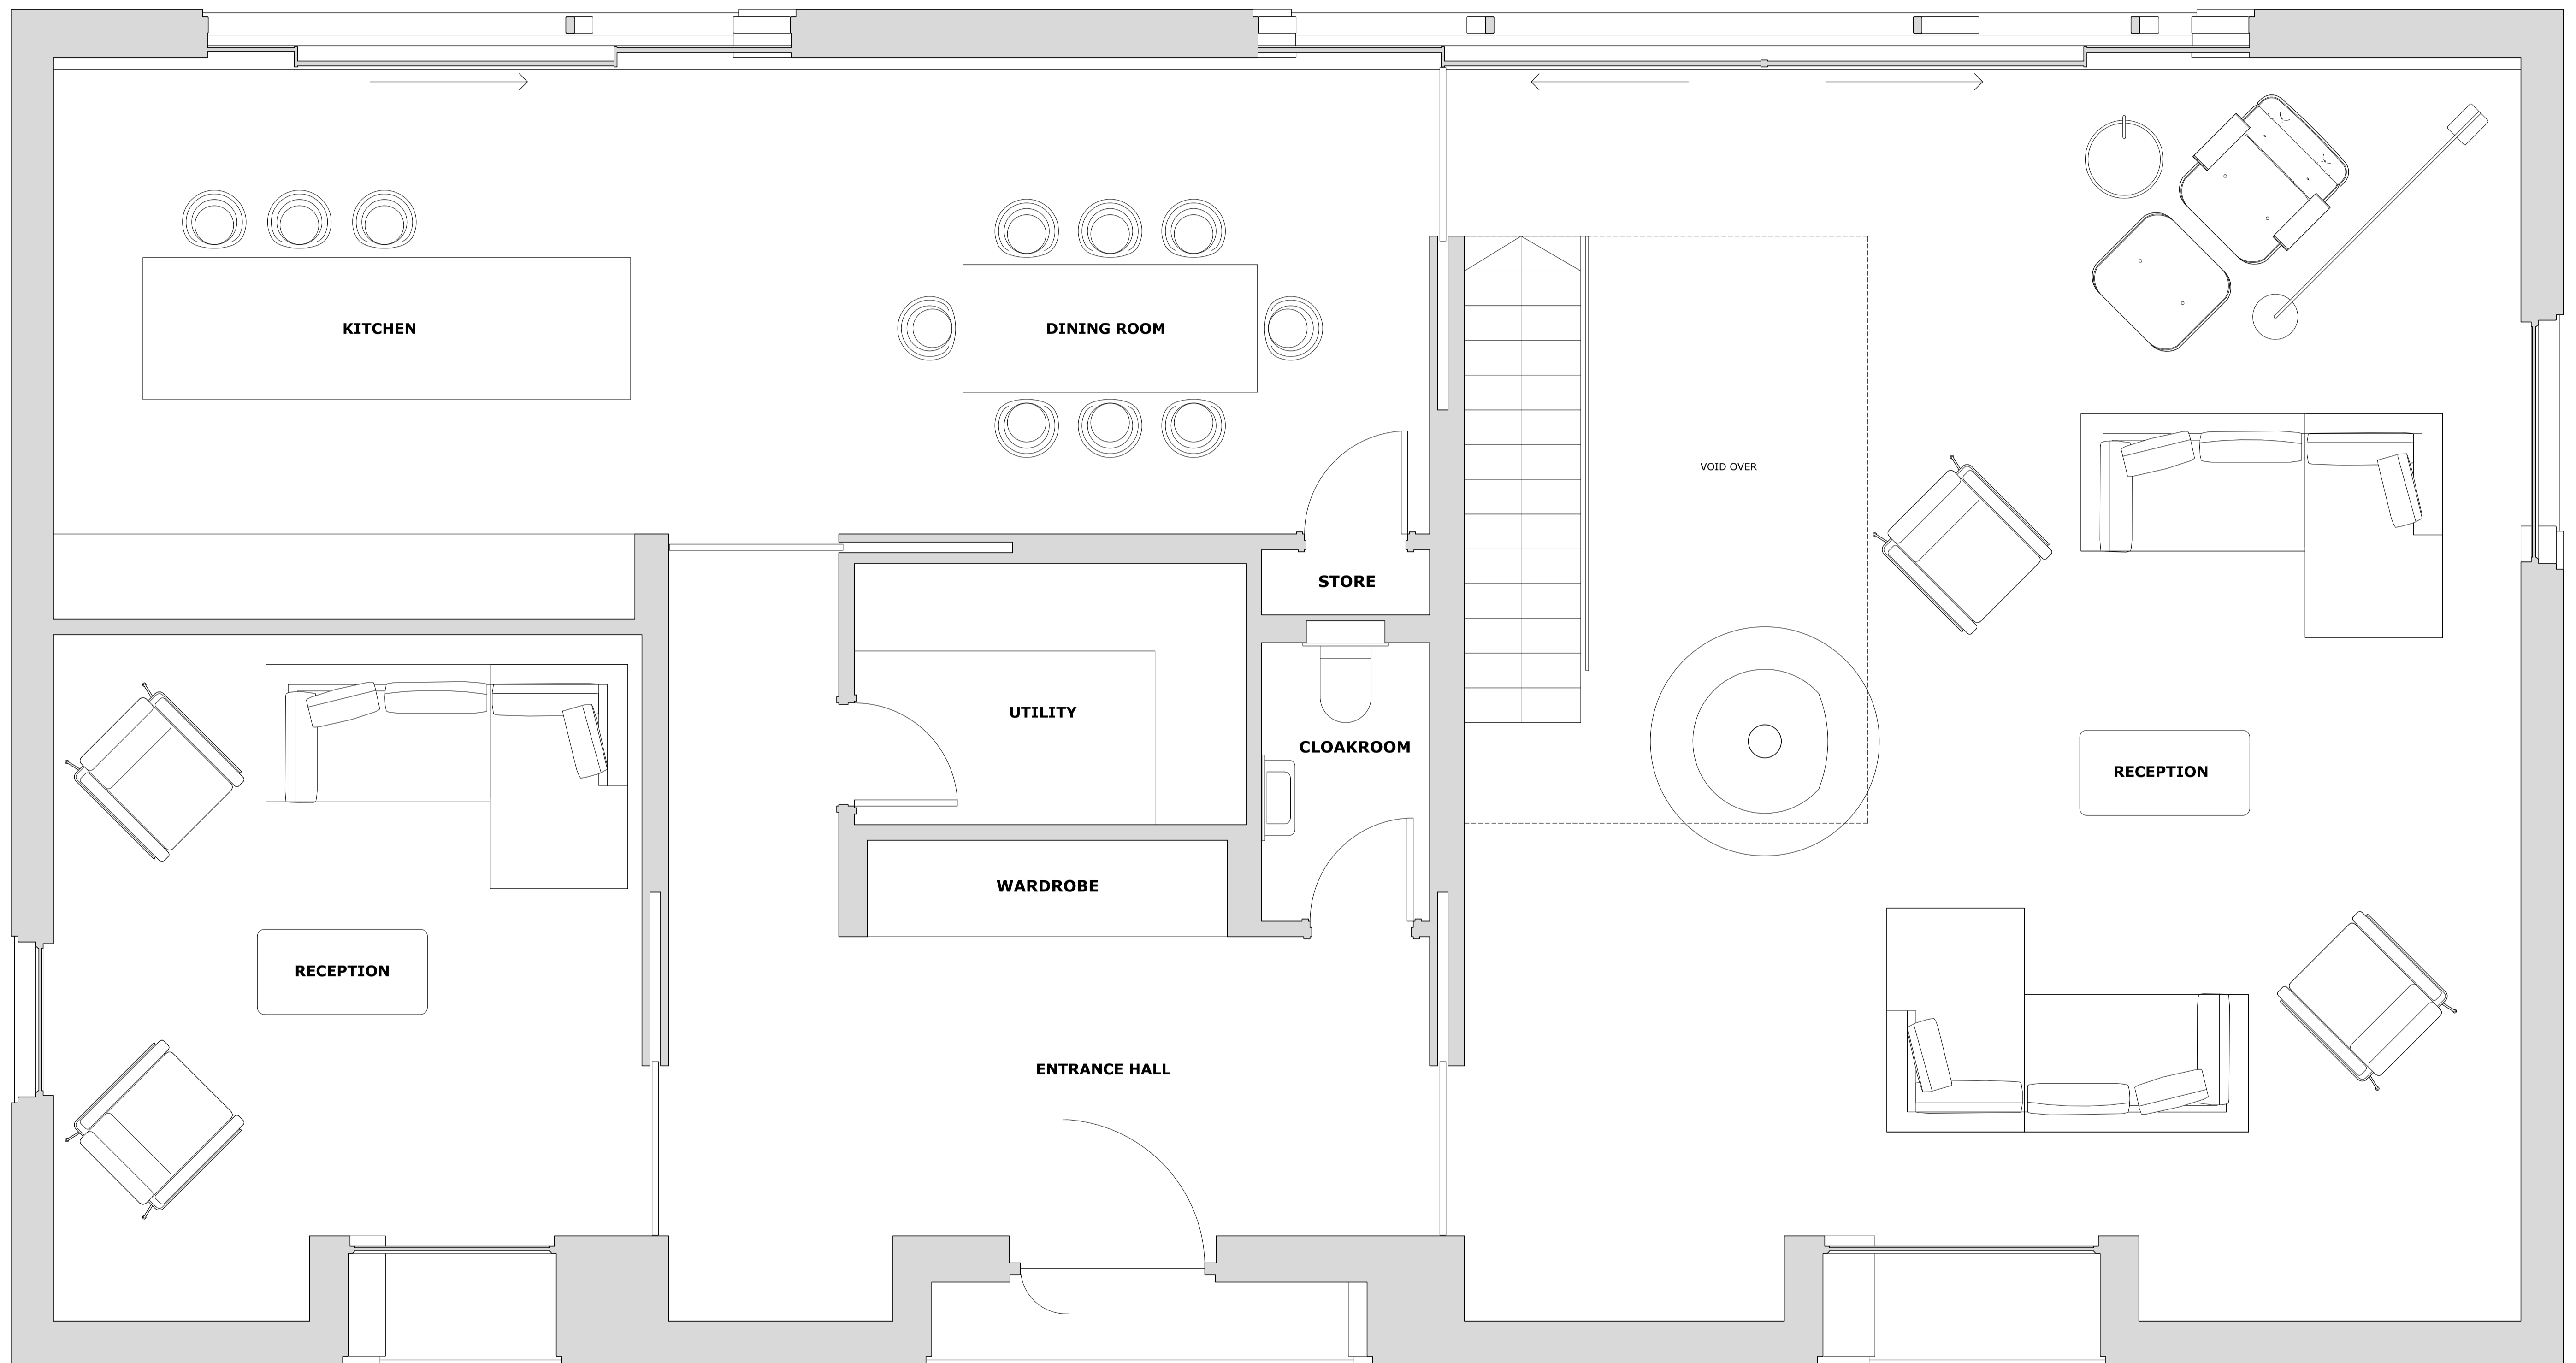 KITCHEN
DINING ROOM
VOID OVER
STORE
UTILITY
CLOAKROOM
RECEPTION
WARDROBE
RECEPTION
ENTRANCE HALL